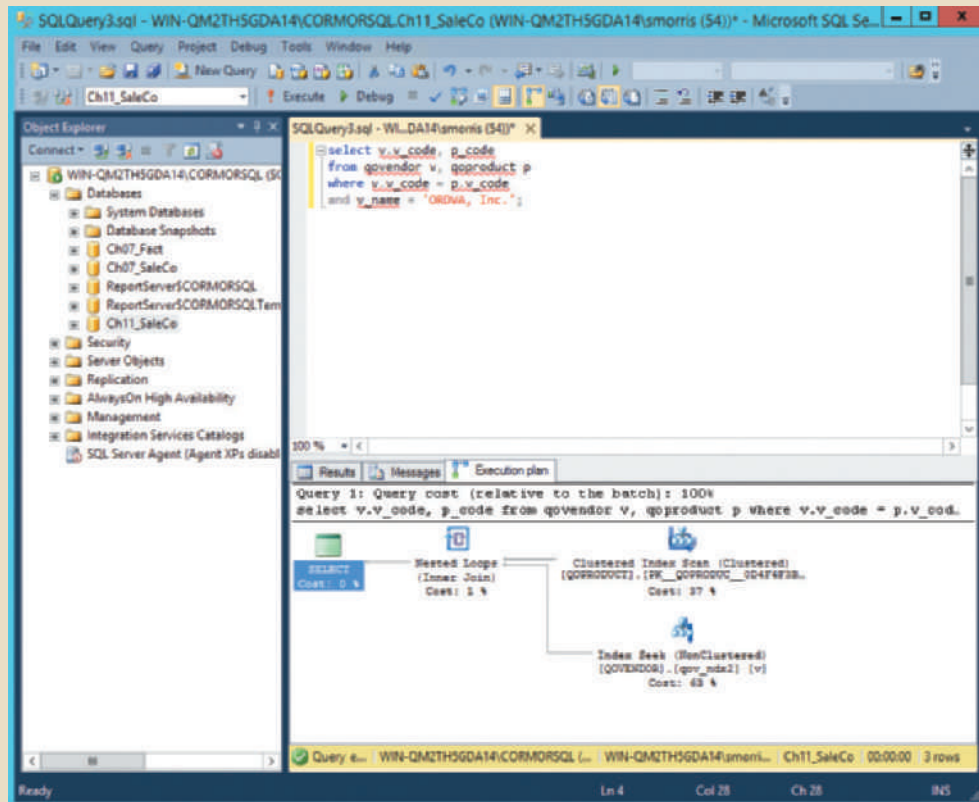 SQLQuery3.sql - WIN-QM2TH5GDA14\CORMORSQL.Ch11_SaleCo (WIN-QM2TH5GDA14\smorris (54))* - Microsoft SQL Se...
File Edit View Query Project Debug Tools Window Help
New Query
Ch11_SaleCo
Execute Debug
Object Explorer
SQLQuery3.sql - WI...DA14\smorris (54))*
Connect
select v.v_code, p_code
from qovendor v, qoproduct p
where v.v_code = p.v_code
and v_name = 'ORDVA, Inc.';
WIN-QM2TH5GDA14\CORMORSQL (SQ
Databases
System Databases
Database Snapshots
Ch07_Fact
Ch07_SaleCo
ReportServer$CORMORSQL
ReportServer$CORMORSQLTem
Ch11_SaleCo
Security
Server Objects
Replication
AlwaysOn High Availability
Management
Integration Services Catalogs
SQL Server Agent (Agent XPs disabl
100 %
Results Messages Execution plan
Query 1: Query cost (relative to the batch): 100%
select v.v_code, p_code from qovendor v, qoproduct p where v.v_code = p.v_cod…
SELECT
Cost: 0 %
Nested Loops
(Inner Join)
Cost: 1 %
Clustered Index Scan (Clustered)
Cost: 37 %
Index Seek (NonClustered)
[QOVENDOR].[qov_ndx2] [v]
Cost: 63 %
Query e... WIN-QM2TH5GDA14\CORMORSQL (... WIN-QM2TH5GDA14\smorri... Ch11_SaleCo 00:00:00 3 rows
Ready Ln 4 Col 28 Ch 28 INS